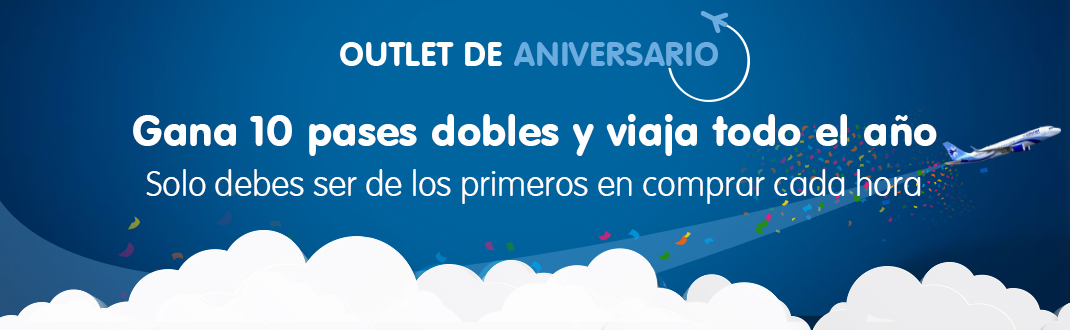 OUTLET DE ANIVERSARIO
Gana 10 pases dobles y viaja todo el año
Solo debes ser de los primeros en comprar cada hora